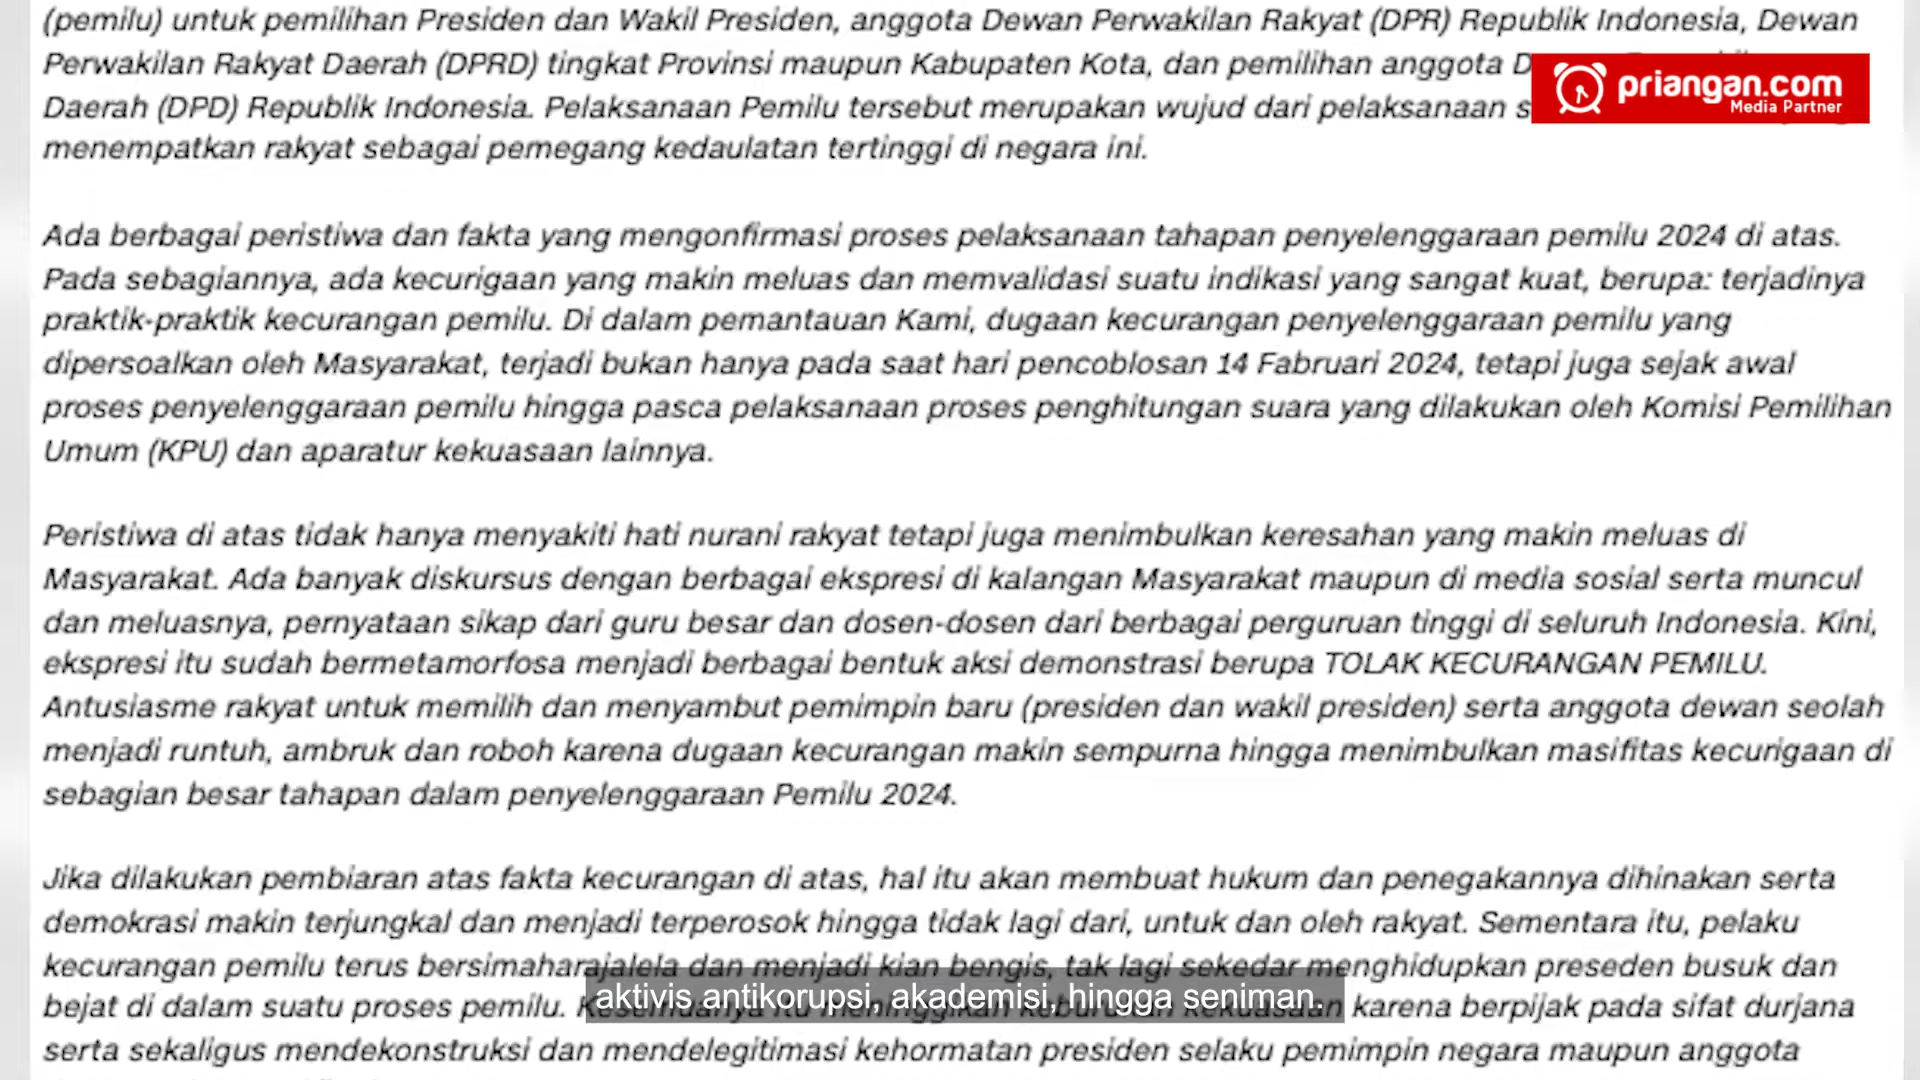 (pemilu) untuk pemilihan Presiden dan Wakil Presiden, anggota Dewan Perwakilan Rakyat (DPR) Republik Indonesia, Dewan
Perwakilan Rakyat Daerah (DPRD) tingkat Provinsi maupun Kabupaten Kota, dan pemilihan anggota
priangan.com
Media Partner
Daerah (DPD) Republik Indonesia. Pelaksanaan Pemilu tersebut merupakan wujud dari pelaksanaan
menempatkan rakyat sebagai pemegang kedaulatan tertinggi di negara ini.
Ada berbagai peristiwa dan fakta yang mengonfirmasi proses pelaksanaan tahapan penyelenggaraan pemilu 2024 di atas.
Pada sebagiannya, ada kecurigaan yang makin meluas dan memvalidasi suatu indikasi yang sangat kuat, berupa: terjadinya
praktik-praktik kecurangan pemilu. Di dalam pemantauan Kami, dugaan kecurangan penyelenggaraan pemilu yang
dipersoalkan oleh Masyarakat, terjadi bukan hanya pada saat hari pencoblosan 14 Fabruari 2024, tetapi juga sejak awal
proses penyelenggaraan pemilu hingga pasca pelaksanaan proses penghitungan suara yang dilakukan oleh Komisi Pemilihan
Umum (KPU) dan aparatur kekuasaan lainnya.
Peristiwa di atas tidak hanya menyakiti hati nurani rakyat tetapi juga menimbulkan keresahan yang makin meluas di
Masyarakat. Ada banyak diskursus dengan berbagai ekspresi di kalangan Masyarakat maupun di media sosial serta muncul
dan meluasnya, pernyataan sikap dari guru besar dan dosen-dosen dari berbagai perguruan tinggi di seluruh Indonesia. Kini,
ekspresi itu sudah bermetamorfosa menjadi berbagai bentuk aksi demonstrasi berupa TOLAK KECURANGAN PEMILU.
Antusiasme rakyat untuk memilih dan menyambut pemimpin baru (presiden dan wakil presiden) serta anggota dewan seolah
menjadi runtuh, ambruk dan roboh karena dugaan kecurangan makin sempurna hingga menimbulkan masifitas kecurigaan di
sebagian besar tahapan dalam penyelenggaraan Pemilu 2024.
Jika dilakukan pembiaran atas fakta kecurangan di atas, hal itu akan membuat hukum dan penegakannya dihinakan serta
demokrasi makin terjungkal dan menjadi terperosok hingga tidak lagi dari, untuk dan oleh rakyat. Sementara itu, pelaku
kecurangan pemilu terus bersimaharajalela dan menjadi kian bengis, tak lagi sekedar menghidupkan preseden busuk dan
bejat di dalam suatu proses pemilu. karena berpijak pada sifat durjana
aktivis antikorupsi, akademisi, hingga seniman.
serta sekaligus mendekonstruksi dan mendelegitimasi kehormatan presiden selaku pemimpin negara maupun anggota